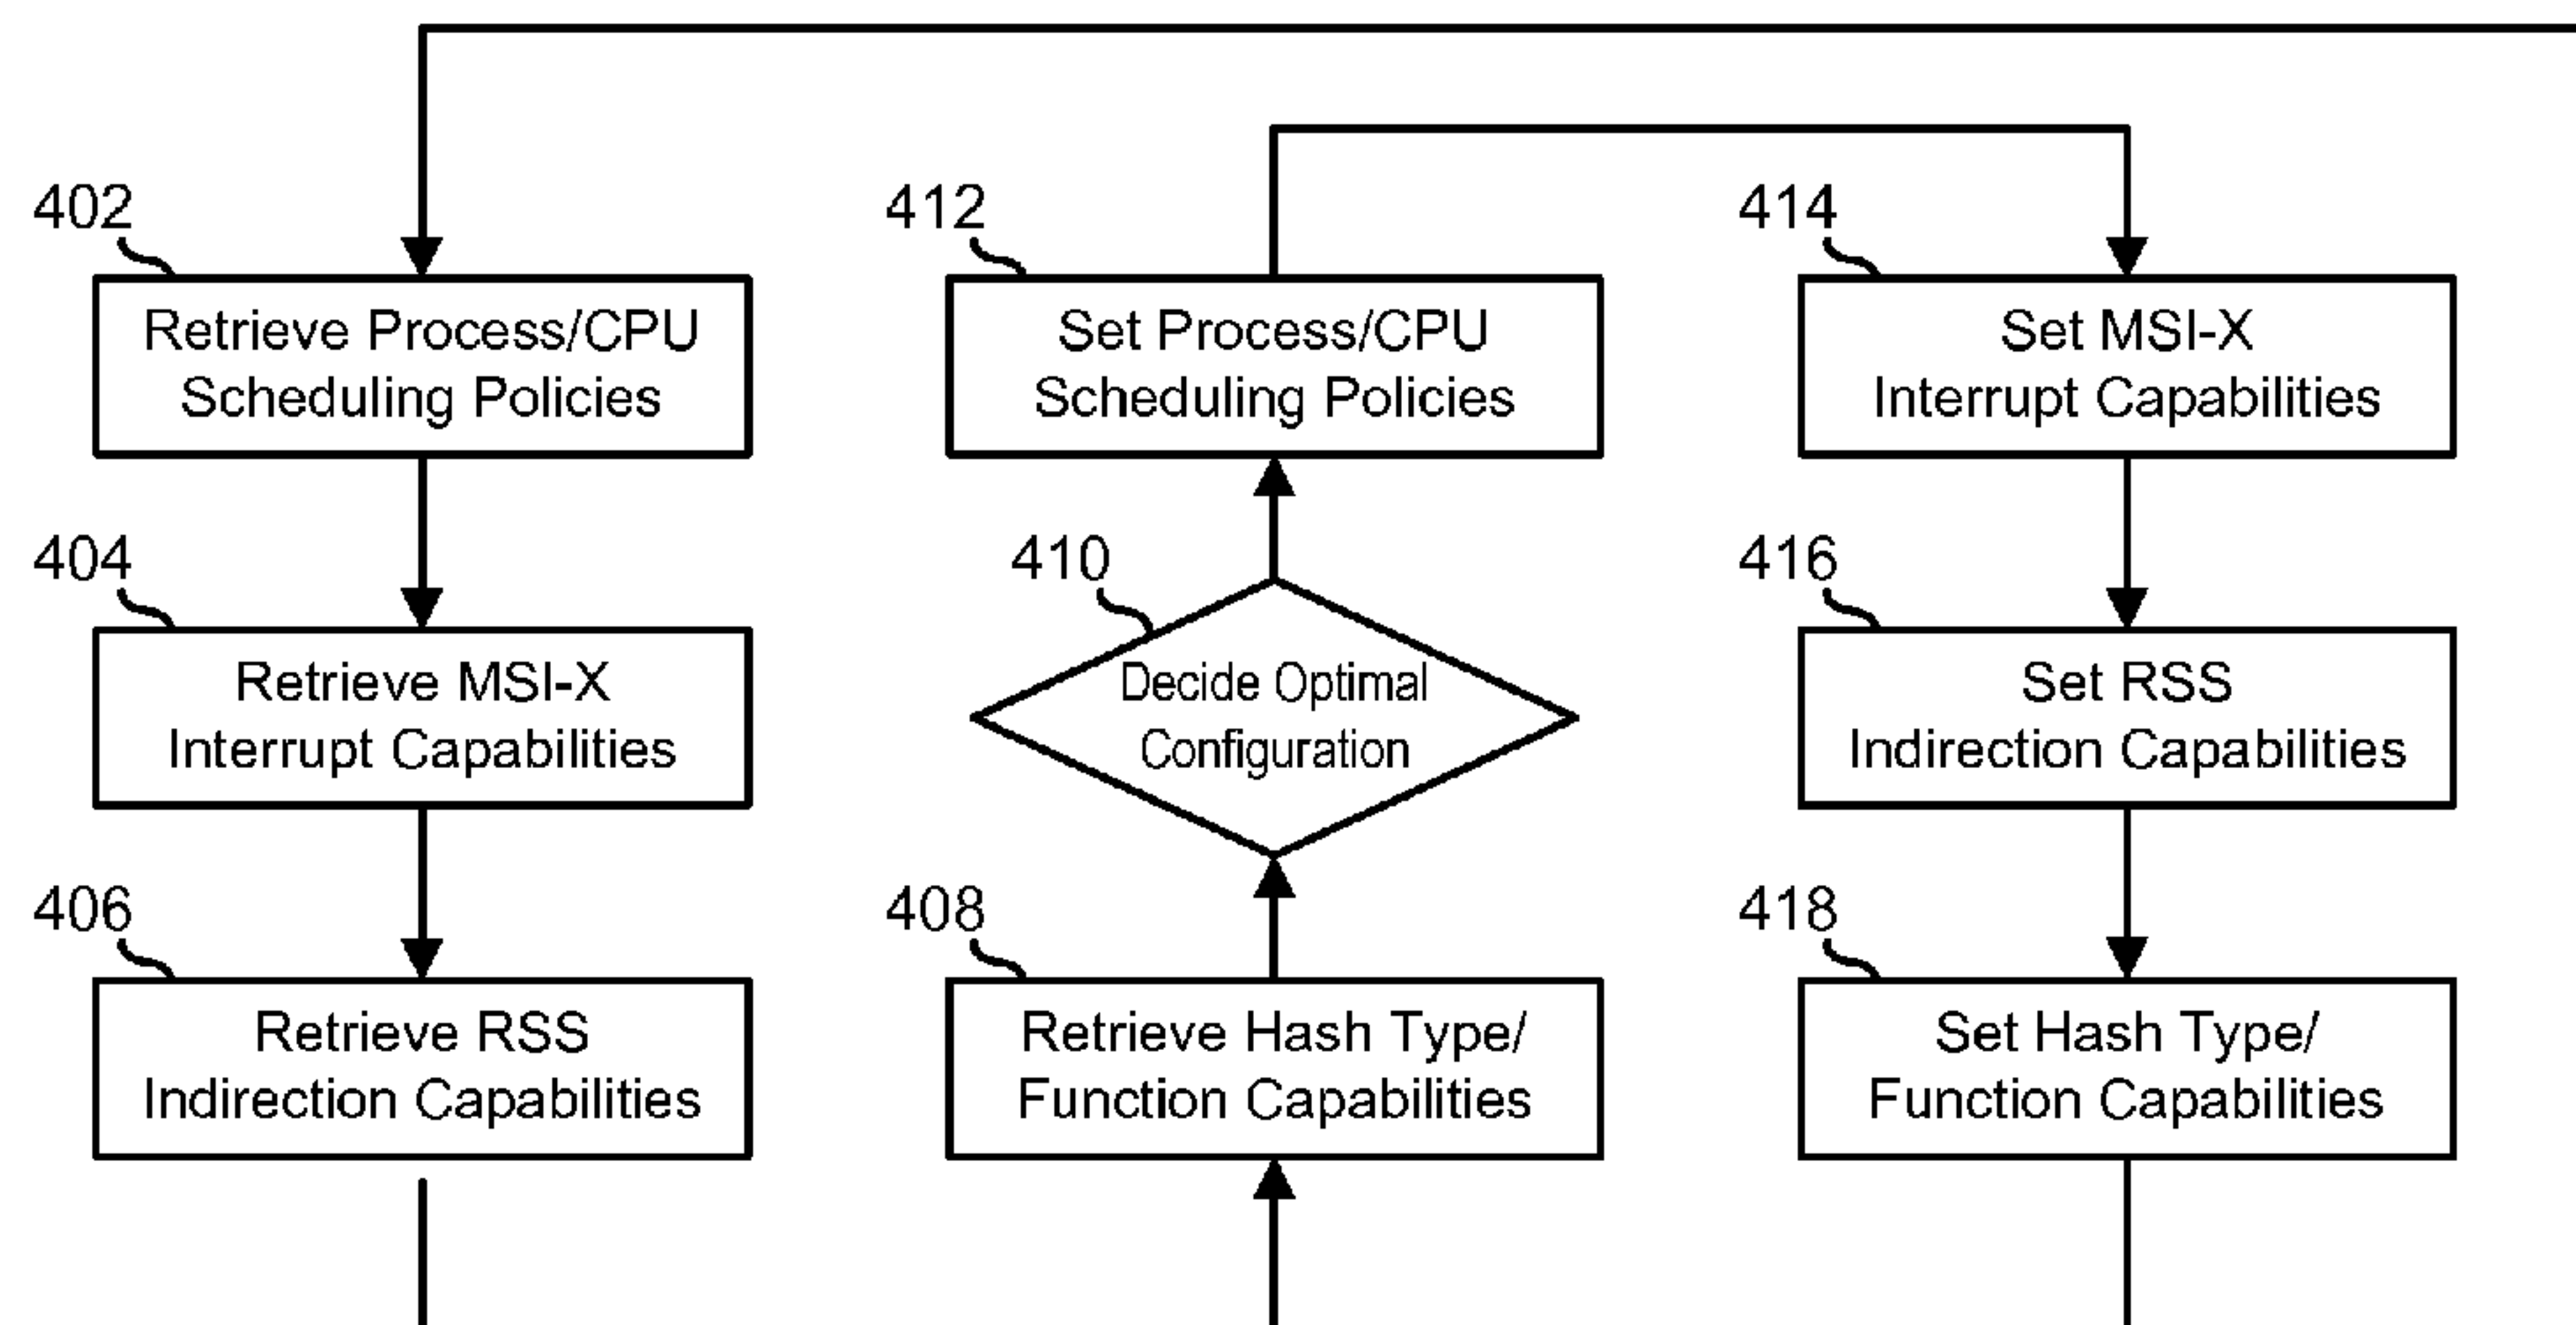 402
Retrieve Process/CPU
Scheduling Policies
404
Retrieve MSI-X
Interrupt Capabilities
406
Retrieve RSS
Indirection Capabilities
408
Retrieve Hash Type/
Function Capabilities
410
Decide Optimal
Configuration
412
Set Process/CPU
Scheduling Policies
414
Set MSI-X
Interrupt Capabilities
416
Set RSS
Indirection Capabilities
418
Set Hash Type/
Function Capabilities